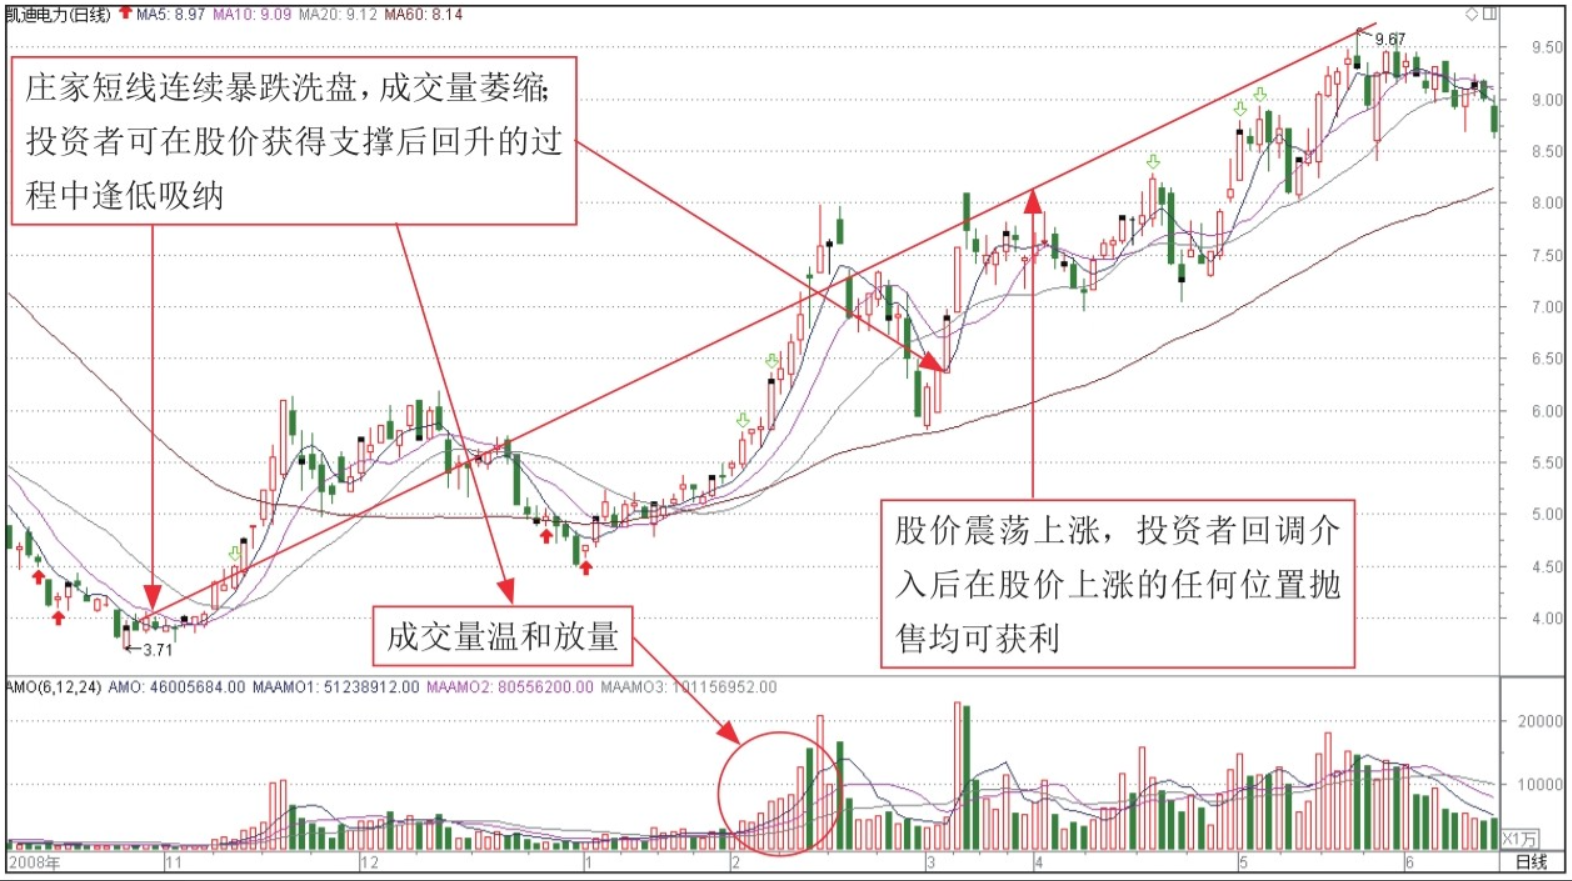 凯迪电力(日线) MA5: 8.97 MA10: 9.09 MA20: 9.12 MA60: 8.14
9.67
9.50
庄家短线连续暴跌洗盘，成交量萎缩；
投资者可在股价获得支撑后回升的过
程中逢低吸纳
9.00
8.50
8.00
7.50
7.00
6.50
6.00
5.50
5.00
4.50
4.00
股价震荡上涨，投资者回调介
入后在股价上涨的任何位置抛
售均可获利
成交量温和放量
3.71
AMO(6,12,24) AMO: 46005684.00 MAAMO1: 51238912.00 MAAMO2: 80556200.00 MAAMO3: 101156952.00
20000
10000
X1万
2008年 11 12 1 2 3 4 5 6 日线